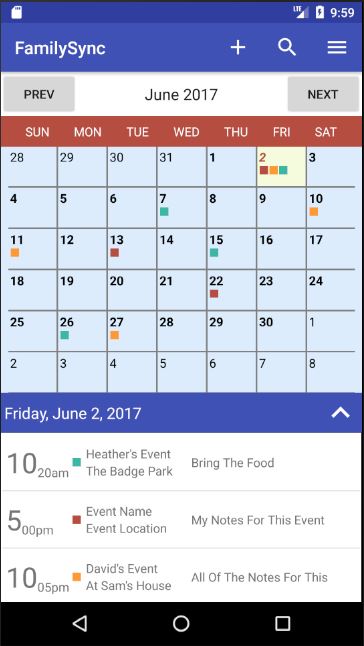 LTE 9:59
FamilySync
PREV June 2017 NEXT
SUN MON TUE WED THU FRI SAT
28 29 30 31 1 2 3
4 5 6 7 8 9 10
11 12 13 14 15 16 17
18 19 20 21 22 23 24
25 26 27 28 29 30 1
2 3 4 5 6 7 8
Friday, June 2, 2017
10 20am Heather's Event
The Badge Park
Bring The Food
5 00pm Event Name
Event Location
My Notes For This Event
10 05pm David's Event
At Sam's House
All Of The Notes For This